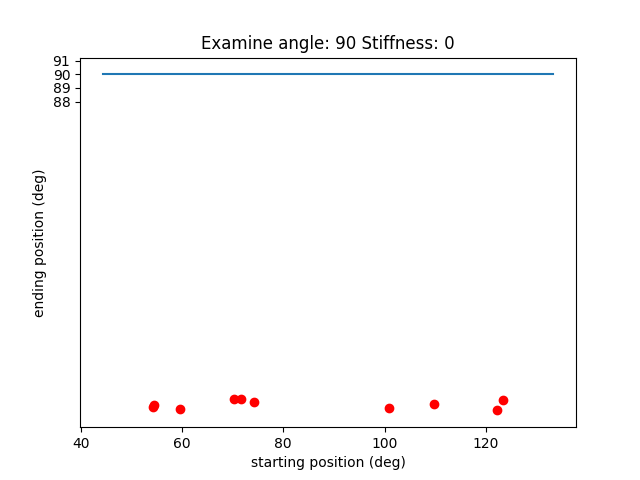 Examine angle: 90 Stiffness: 0
91
90
89
88
ending position (deg)
40 60 80 100 120
starting position (deg)